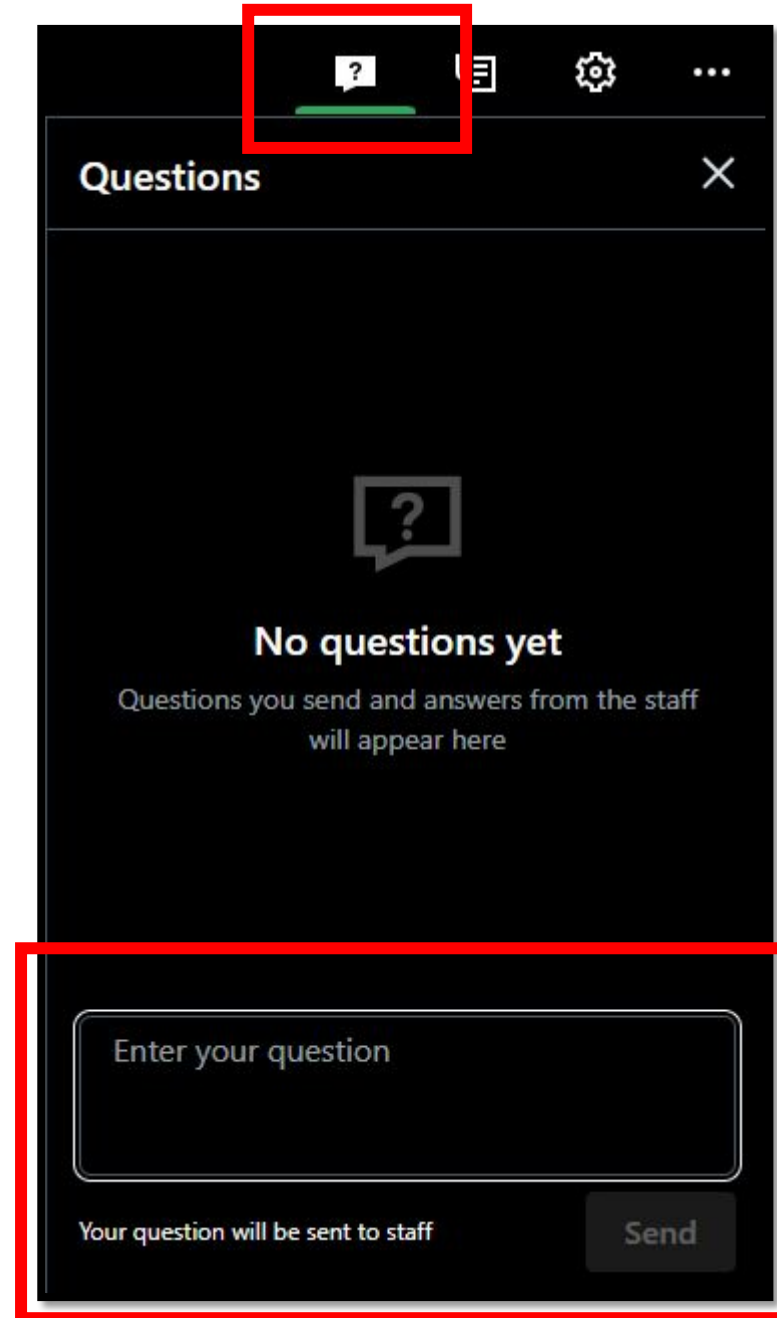 ?
Questions
?
No questions yet
Questions you send and answers from the staff
will appear here
Enter your question
Your question will be sent to staff
Send